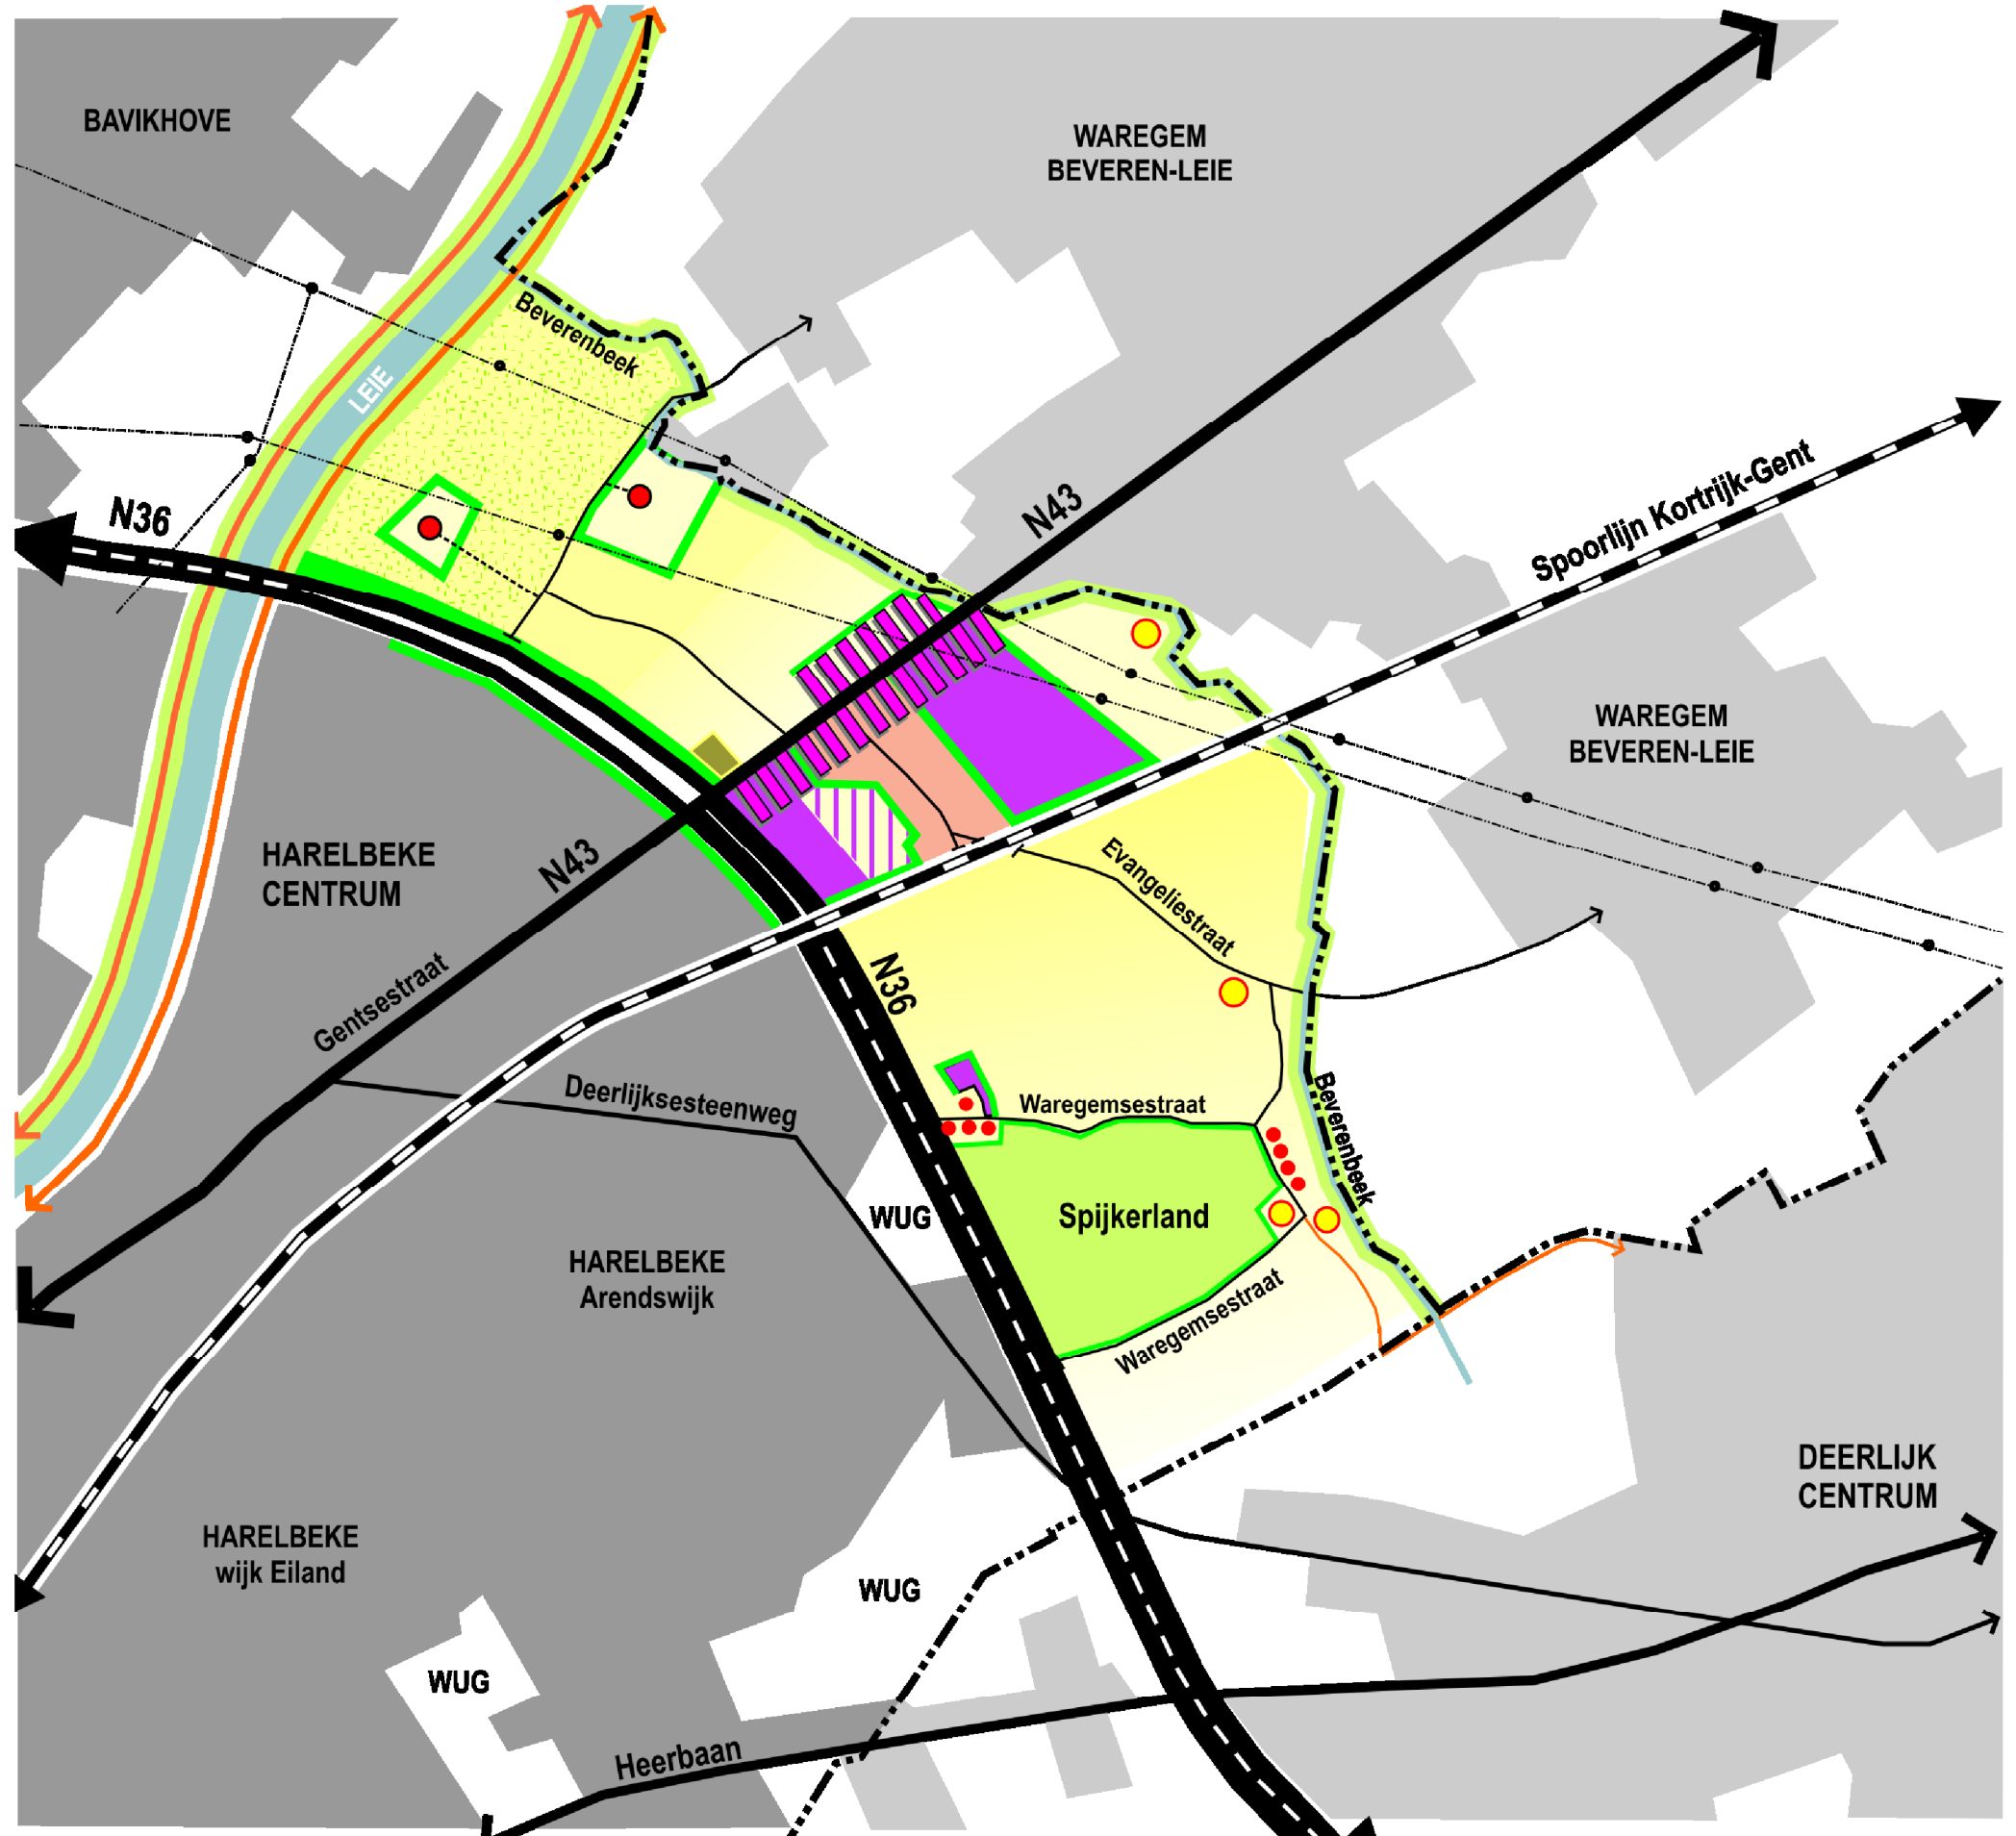 BAVIKHOVE
WAREGEM
BEVEREN-LEIE
Beverenbeek
LEIE
N36
N43
Spoorlijn Kortrijk-Gent
WAREGEM
BEVEREN-LEIE
HARELBEKE
CENTRUM
N43
Evangeliestraat
N36
Gentsestraat
Deerlijksesteenweg
Waregemsestraat
Beverenbeek
WUG
Spijkerland
HARELBEKE
Arendswijk
Waregemsestraat
DEERLIJK
CENTRUM
HARELBEKE
wijk Eiland
WUG
WUG
Heerbaan